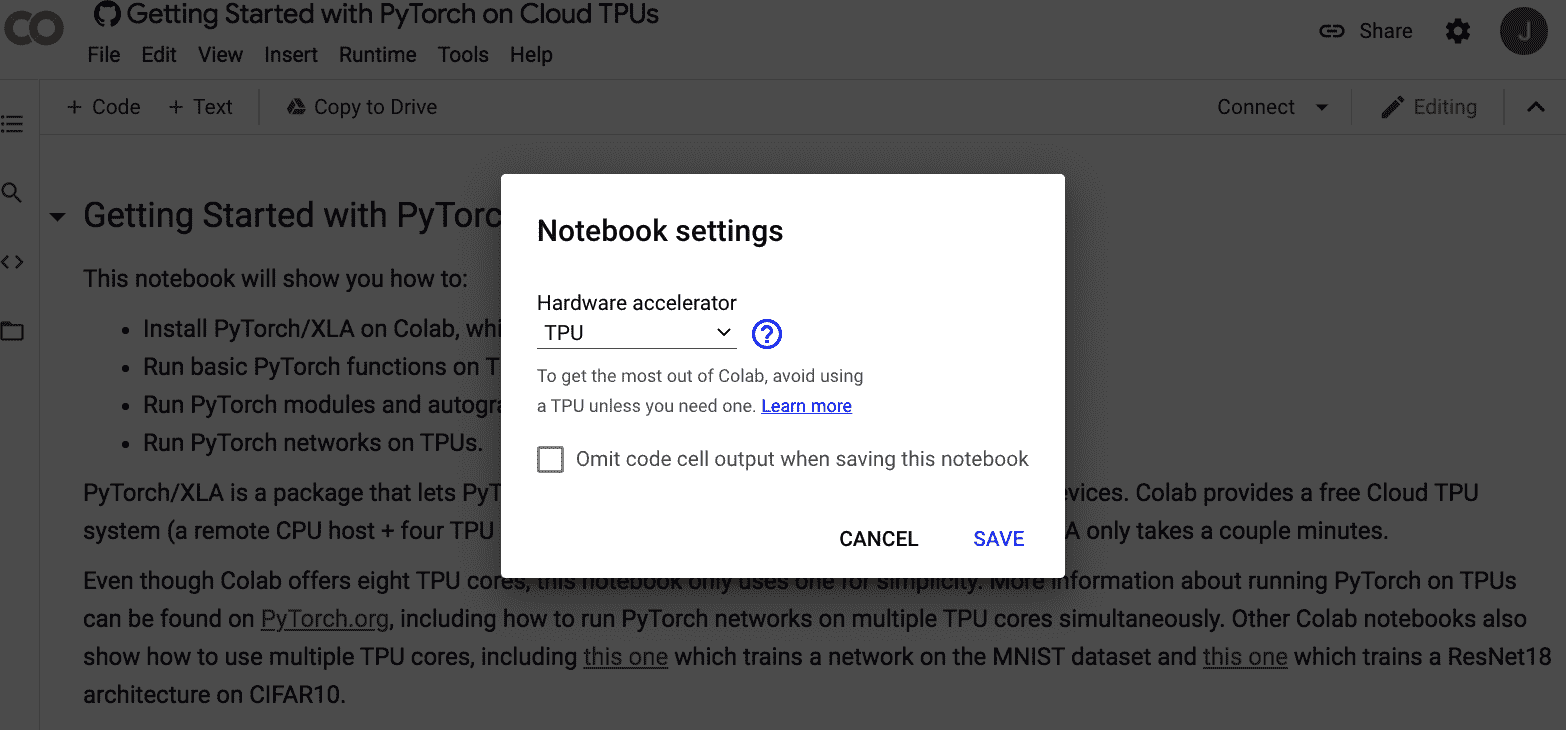 Getting Started with PyTorch on Cloud TPUs
File Edit View Insert Runtime Tools Help
Share
J
+ Code + Text Copy to Drive
Connect
Editing
Getting Started with PyTorc
This notebook will show you how to:
• Install PyTorch/XLA on Colab, whi
• Run basic PyTorch functions on T
• Run PyTorch modules and autogra
• Run PyTorch networks on TPUs.
PyTorch/XLA is a package that lets PyT
evices. Colab provides a free Cloud TPU
system (a remote CPU host + four TPU
A only takes a couple minutes.
Even though Colab offers eight TPU cores, this notebook only uses one for simplicity. More information about running PyTorch on TPUs
can be found on PyTorch.org, including how to run PyTorch networks on multiple TPU cores simultaneously. Other Colab notebooks also
show how to use multiple TPU cores, including this one which trains a network on the MNIST dataset and this one which trains a ResNet18
architecture on CIFAR10.
Notebook settings
Hardware accelerator
TPU
?
To get the most out of Colab, avoid using
a TPU unless you need one. Learn more
Omit code cell output when saving this notebook
CANCEL SAVE